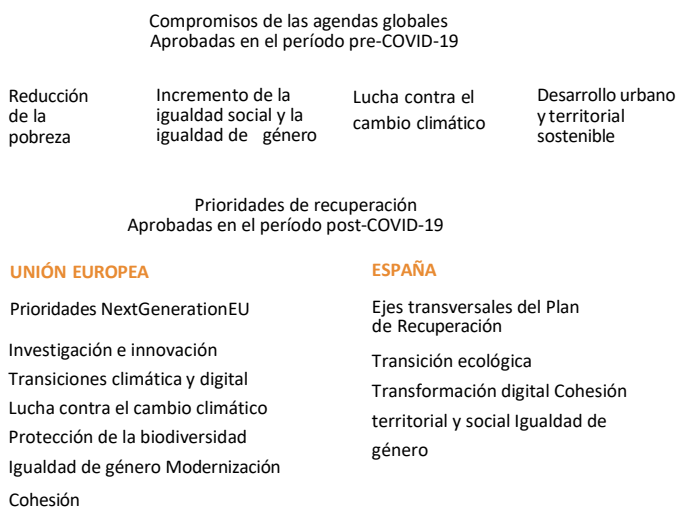 Compromisos de las agendas globales
Aprobadas en el período pre-COVID-19
Reducción
de la
pobreza
Incremento de la
igualdad social y la
igualdad de género
Lucha contra el
cambio climático
Desarrollo urbano
y territorial
sostenible
Prioridades de recuperación
Aprobadas en el período post-COVID-19
UNIÓN EUROPEA
Prioridades NextGenerationEU
Investigación e innovación
Transiciones climática y digital
Lucha contra el cambio climático
Protección de la biodiversidad
Igualdad de género Modernización
Cohesión
ESPAÑA
Ejes transversales del Plan
de Recuperación
Transición ecológica
Transformación digital Cohesión
territorial y social Igualdad de
género